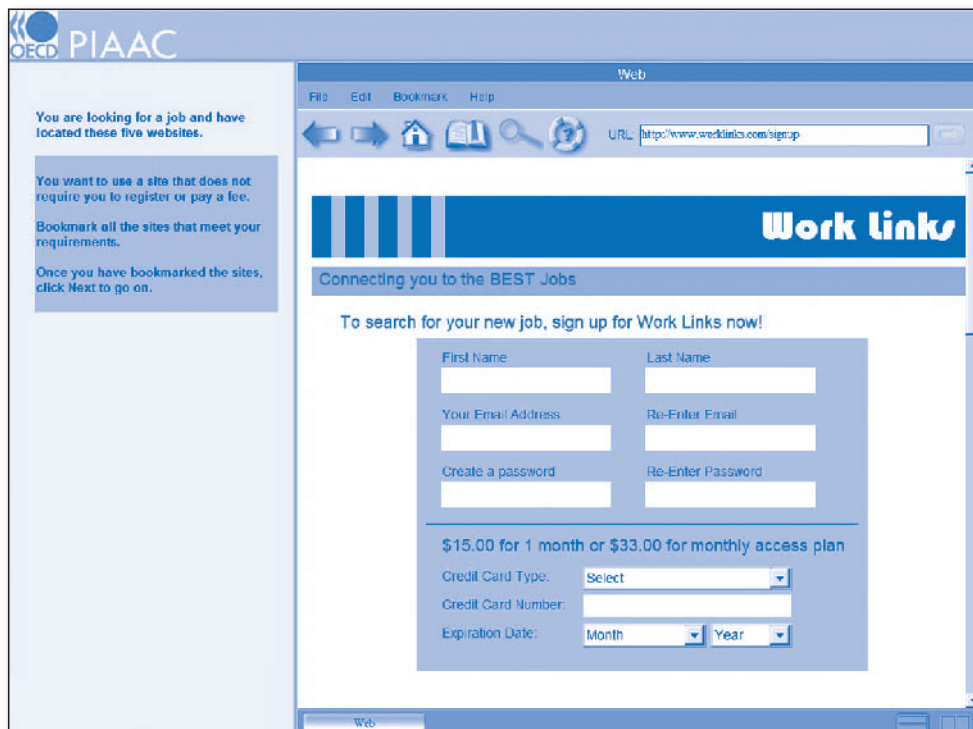 OECD PIAAC
You are looking for a job and have
located these five websites.
You want to use a site that does not
require you to register or pay a fee.
Bookmark all the sites that meet your
requirements.
Once you have bookmarked the sites,
click Next to go on.
Web
File Edit Bookmark Help
URL: http://www.worklinks.com/signup
Work Links
Connecting you to the BEST Jobs
To search for your new job, sign up for Work Links now!
First Name Last Name
Your Email Address Re-Enter Email
Create a password Re-Enter Password
$15.00 for 1 month or $33.00 for monthly access plan
Credit Card Type: Select
Credit Card Number:
Expiration Date: Month Year
Web